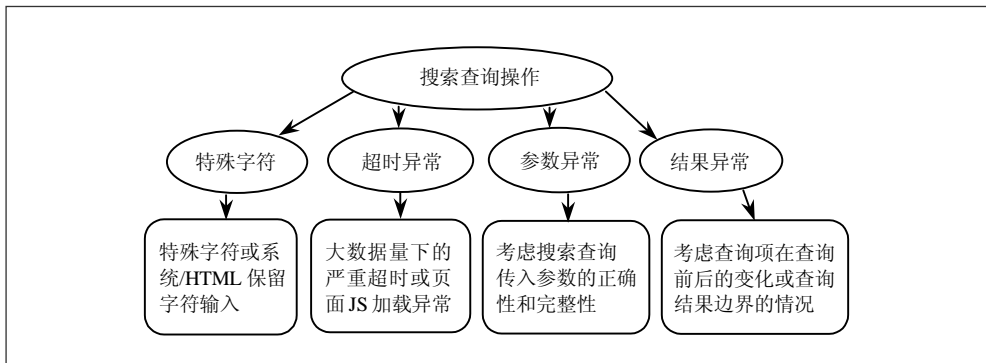 搜索查询操作
特殊字符
超时异常
参数异常
结果异常
特殊字符或系
统/HTML 保留
字符输入
大数据量下的
严重超时或页
面 JS 加载异常
考虑搜索查询
传入参数的正确
性和完整性
考虑查询项在查询
前后的变化或查询
结果边界的情况